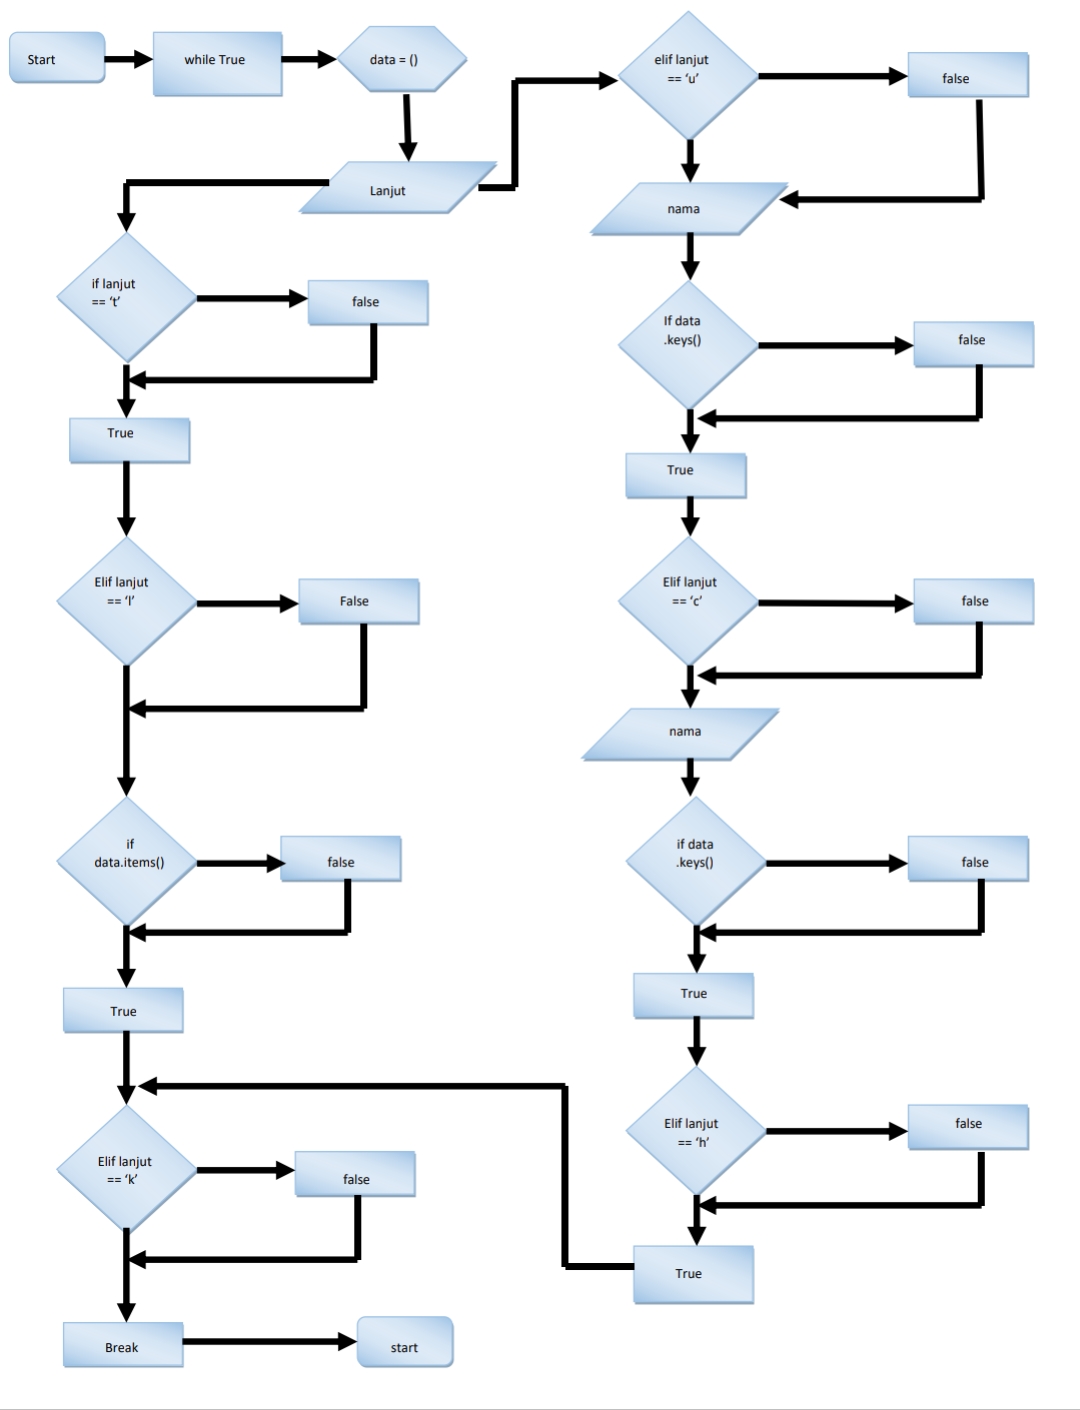 Start
while True
data = ()
Lanjut
if lanjut
== ‘t’
false
True
Elif lanjut
== ‘l’
False
if
data.items()
false
True
Elif lanjut
== ‘k’
false
Break
start
elif lanjut
== ‘u’
false
nama
If data
.keys()
false
True
Elif lanjut
== ‘c’
false
nama
if data
.keys()
false
True
Elif lanjut
== ‘h’
false
True